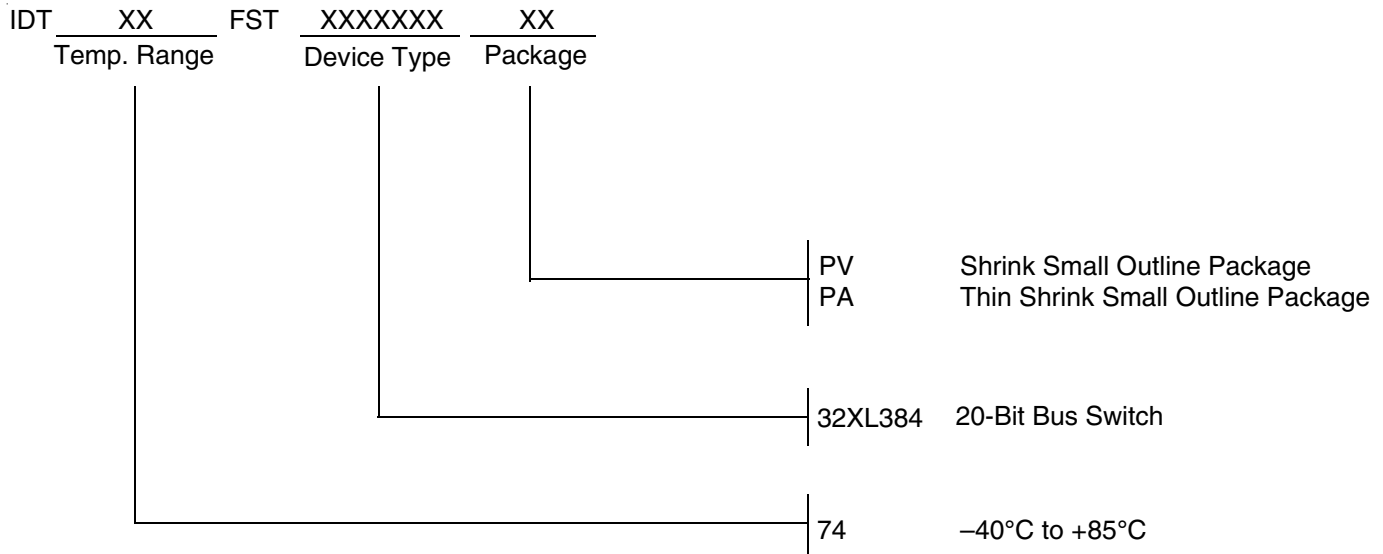 IDT XX FST XXXXXXX XX
Temp. Range Device Type Package
PV Shrink Small Outline Package
PA Thin Shrink Small Outline Package
32XL384 20-Bit Bus Switch
74 –40°C to +85°C